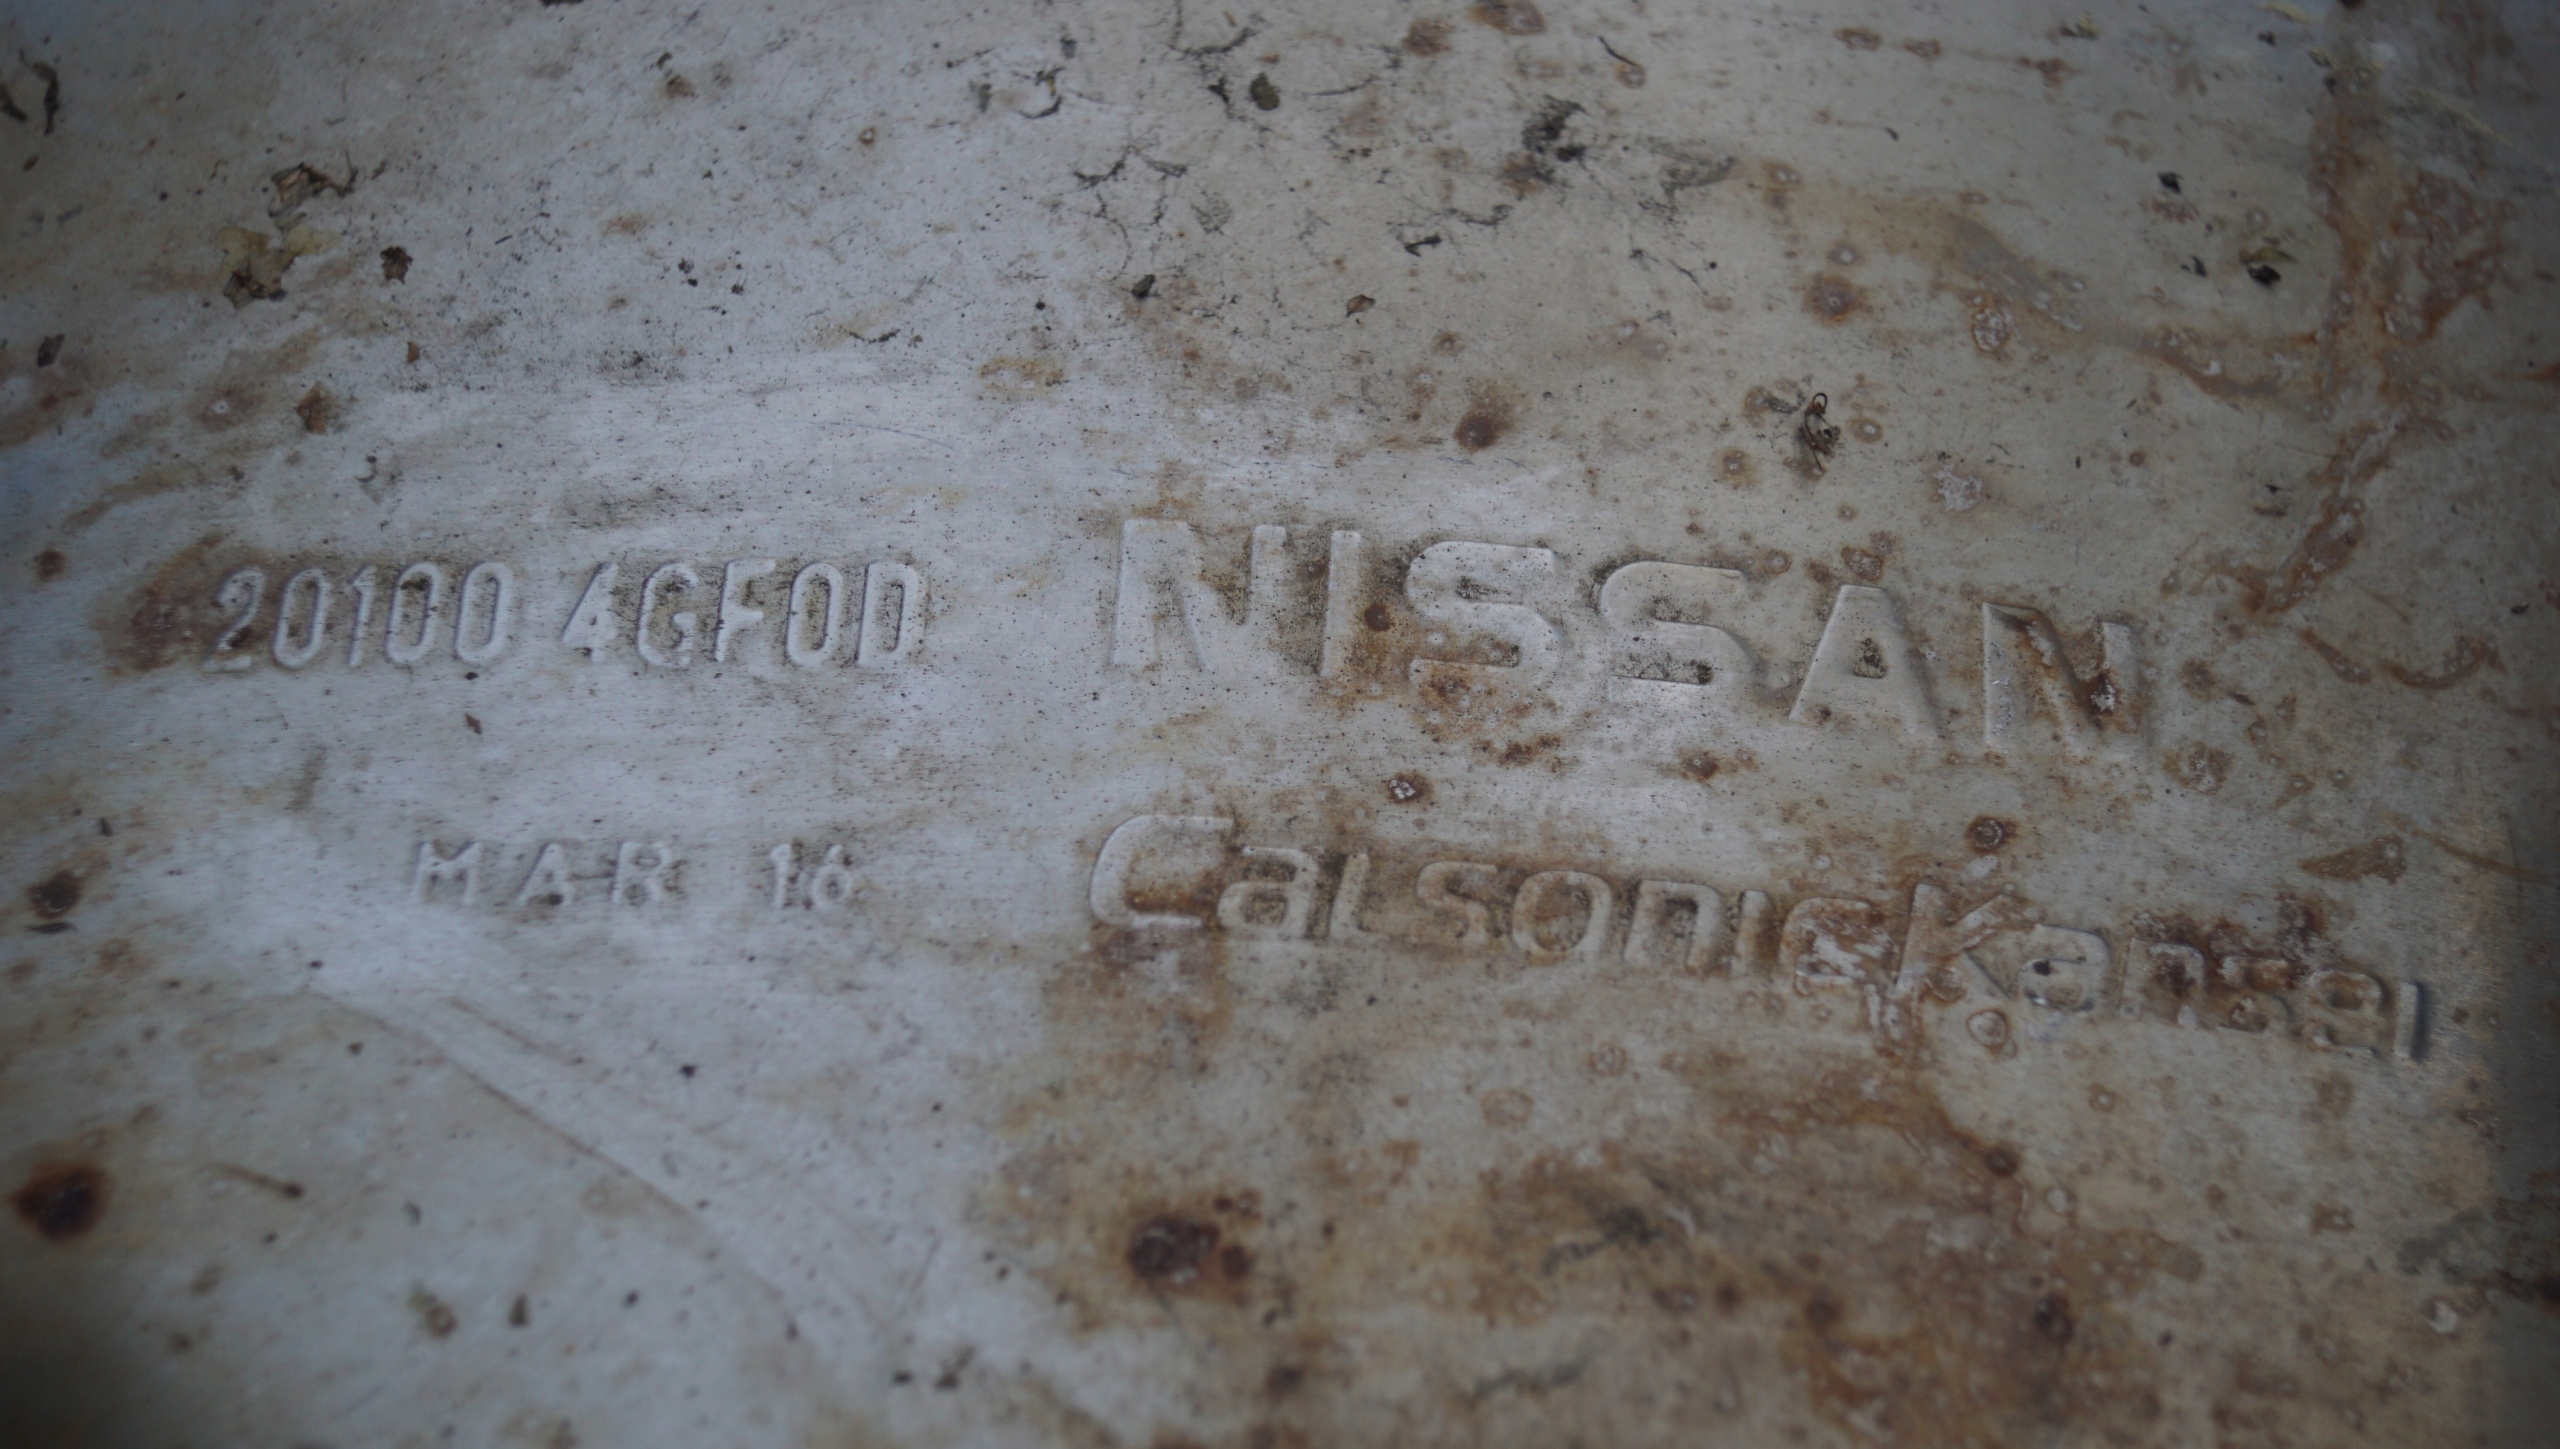 20100 4GF0D NISSAN
MAR 16 CalsonicKansei